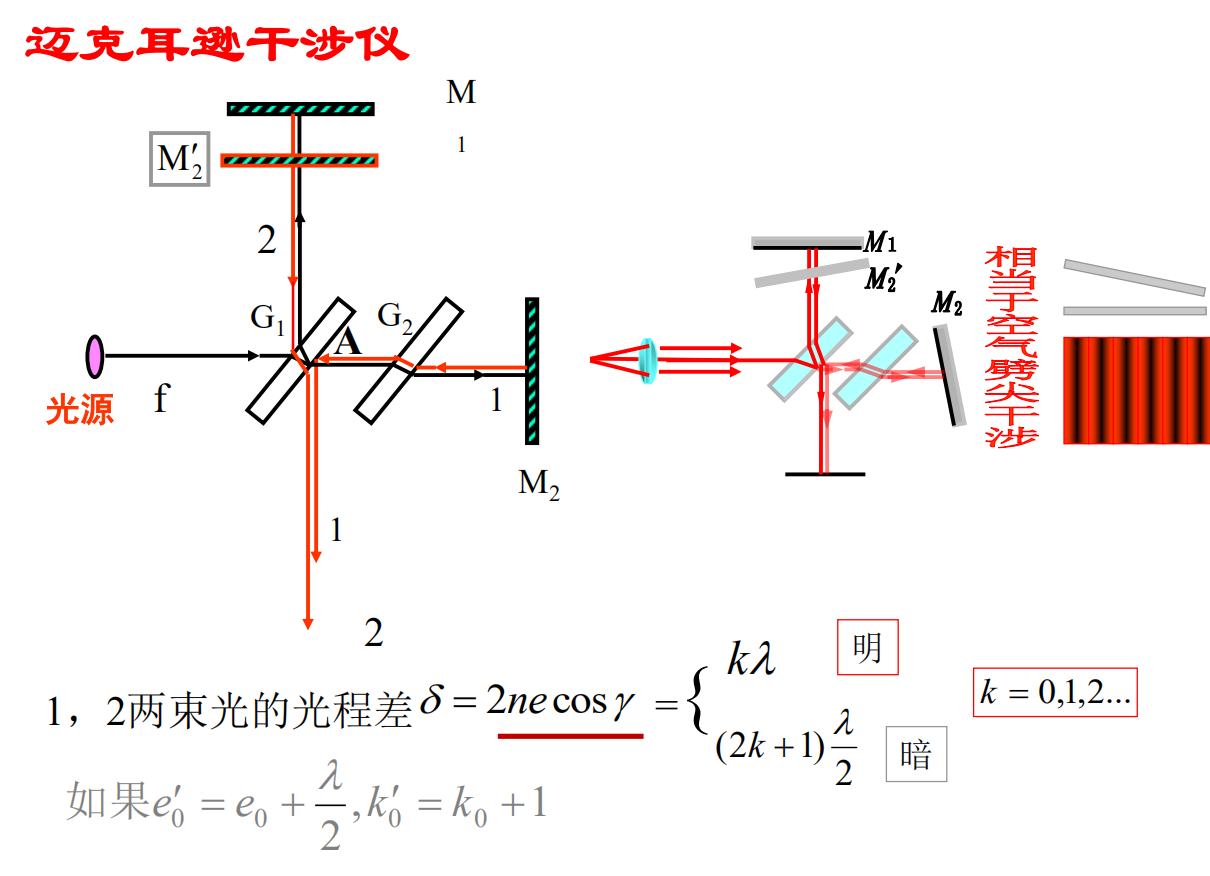 迈克耳逊干涉仪
M
1
M′₂
2
G₁
G₂
A
光源
f
1
M₂
1
2
M1
M2′
M2
相当于空气劈尖干涉
1，2两束光的光程差 δ = 2ne cos γ = { kλ 明
(2k +1) λ/2 暗
k = 0,1,2...
如果e′₀ = e₀ + λ/2 , k′₀ = k₀ +1